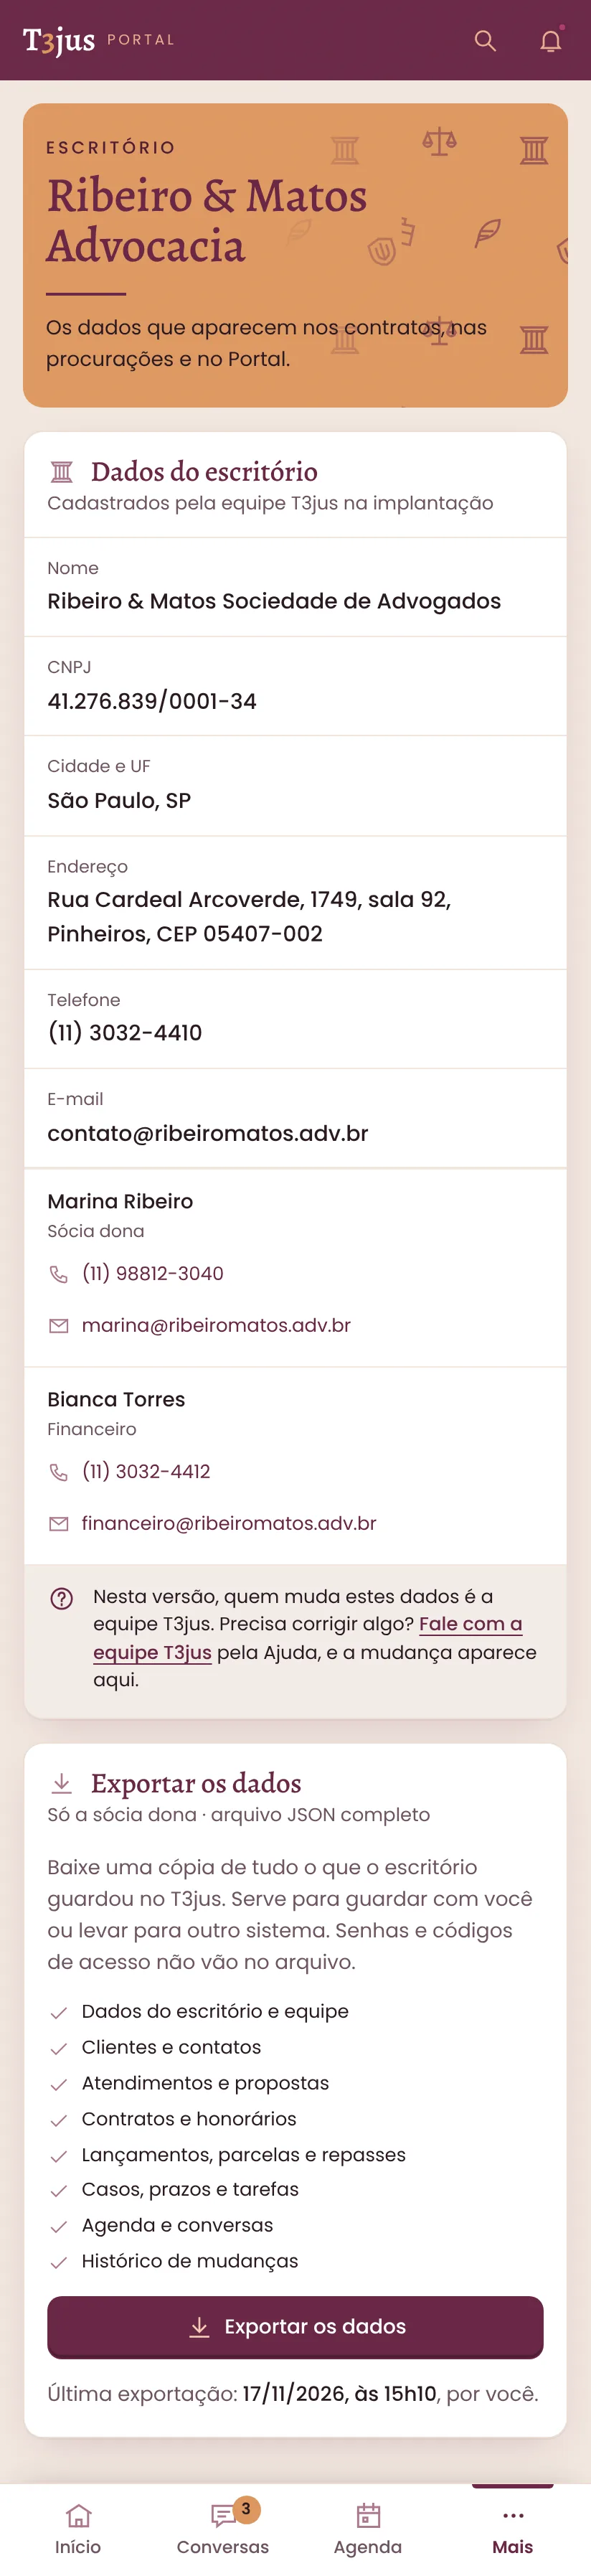 T3jus PORTAL
ESCRITÓRIO
Ribeiro & Matos
Advocacia
Os dados que aparecem nos contratos, nas
procurações e no Portal.
Dados do escritório
Cadastrados pela equipe T3jus na implantação
Nome
Ribeiro & Matos Sociedade de Advogados
CNPJ
41.276.839/0001-34
Cidade e UF
São Paulo, SP
Endereço
Rua Cardeal Arcoverde, 1749, sala 92,
Pinheiros, CEP 05407-002
Telefone
(11) 3032-4410
E-mail
contato@ribeiromatos.adv.br
Marina Ribeiro
Sócia dona
(11) 98812-3040
marina@ribeiromatos.adv.br
Bianca Torres
Financeiro
(11) 3032-4412
financeiro@ribeiromatos.adv.br
Nesta versão, quem muda estes dados é a
equipe T3jus. Precisa corrigir algo? Fale com a
equipe T3jus pela Ajuda, e a mudança aparece
aqui.
Exportar os dados
Só a sócia dona · arquivo JSON completo
Baixe uma cópia de tudo o que o escritório
guardou no T3jus. Serve para guardar com você
ou levar para outro sistema. Senhas e códigos
de acesso não vão no arquivo.
Dados do escritório e equipe
Clientes e contatos
Atendimentos e propostas
Contratos e honorários
Lançamentos, parcelas e repasses
Casos, prazos e tarefas
Agenda e conversas
Histórico de mudanças
Exportar os dados
Última exportação: 17/11/2026, às 15h10, por você.
3
Início Conversas Agenda Mais